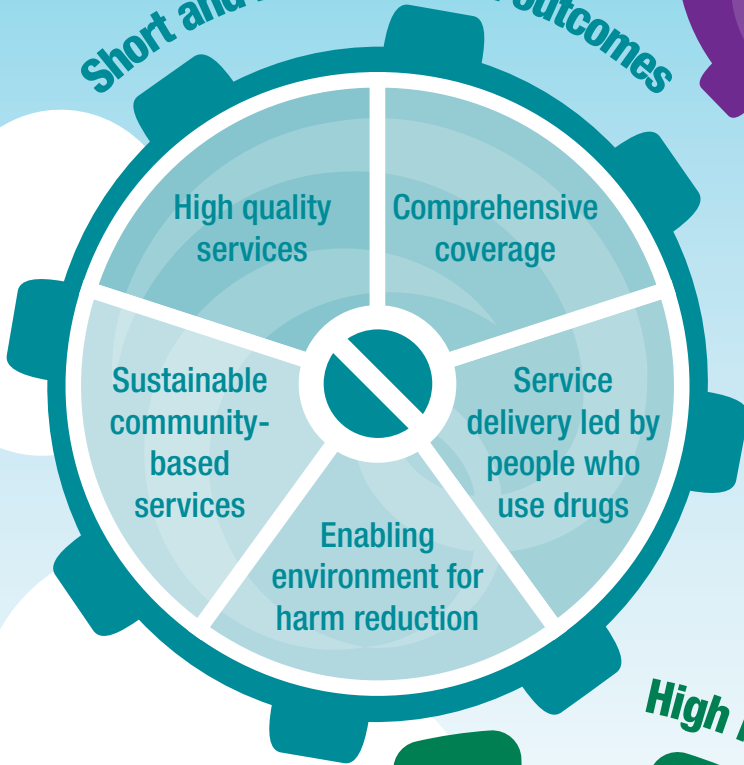 Short and
outcomes
High quality
services
Comprehensive
coverage
Service
delivery led by
people who
use drugs
Enabling
environment for
harm reduction
Sustainable
community-
based
services
High